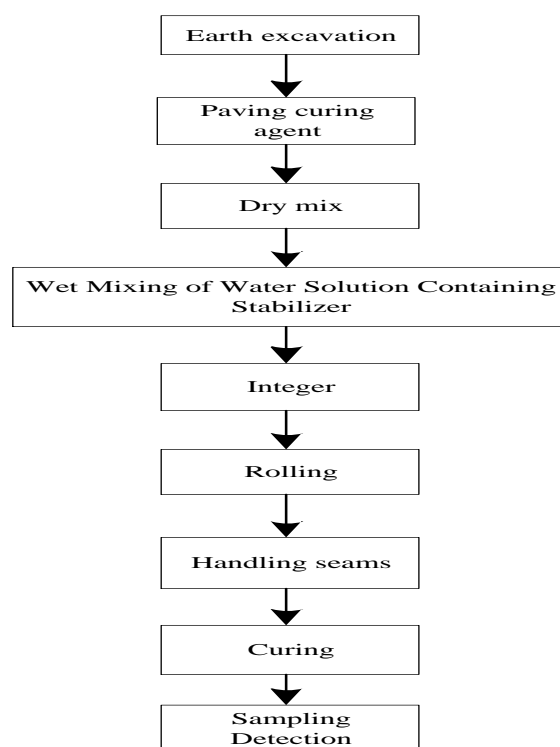 Earth excavation
Paving curing
agent
Dry mix
Wet Mixing of Water Solution Containing
Stabilizer
Integer
Rolling
Handling seams
Curing
Sampling
Detection